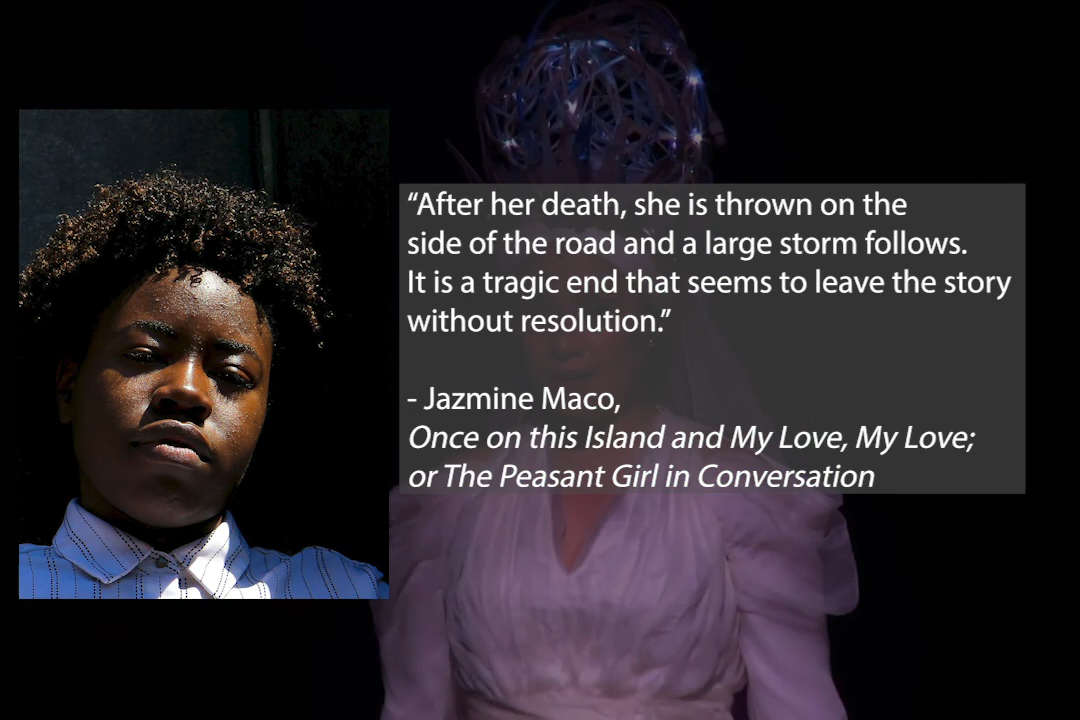 “After her death, she is thrown on the
side of the road and a large storm follows.
It is a tragic end that seems to leave the story
without resolution.”
- Jazmine Maco,
Once on this Island and My Love, My Love;
or The Peasant Girl in Conversation